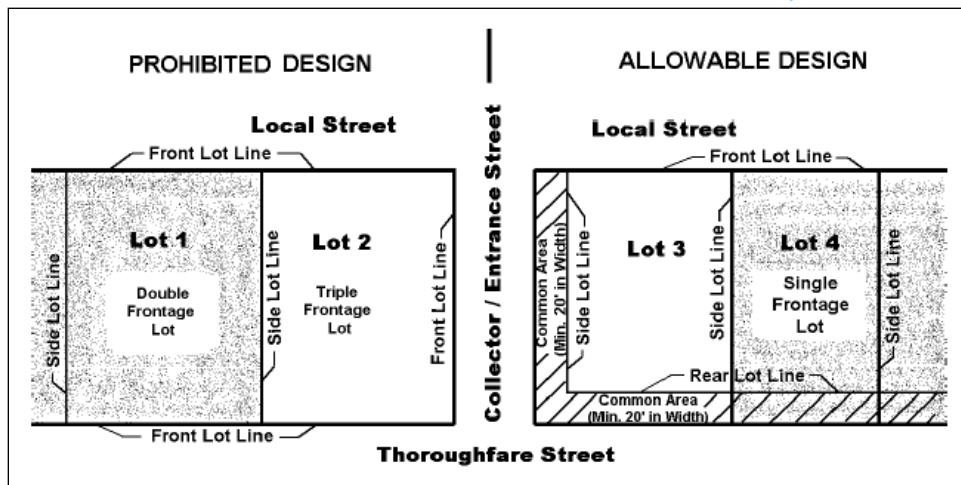 PROHIBITED DESIGN
ALLOWABLE DESIGN
Local Street
Local Street
Front Lot Line
Front Lot Line
Collector / Entrance Street
Lot 1
Lot 2
Lot 3
Lot 4
Double
Frontage
Lot
Triple
Frontage
Lot
Single
Frontage
Lot
Side Lot Line
Side Lot Line
Front Lot Line
Common Area
(Min. 20' in Width)
Side Lot Line
Side Lot Line
Side Lot Line
Rear Lot Line
Common Area
(Min. 20' in Width)
Front Lot Line
Thoroughfare Street